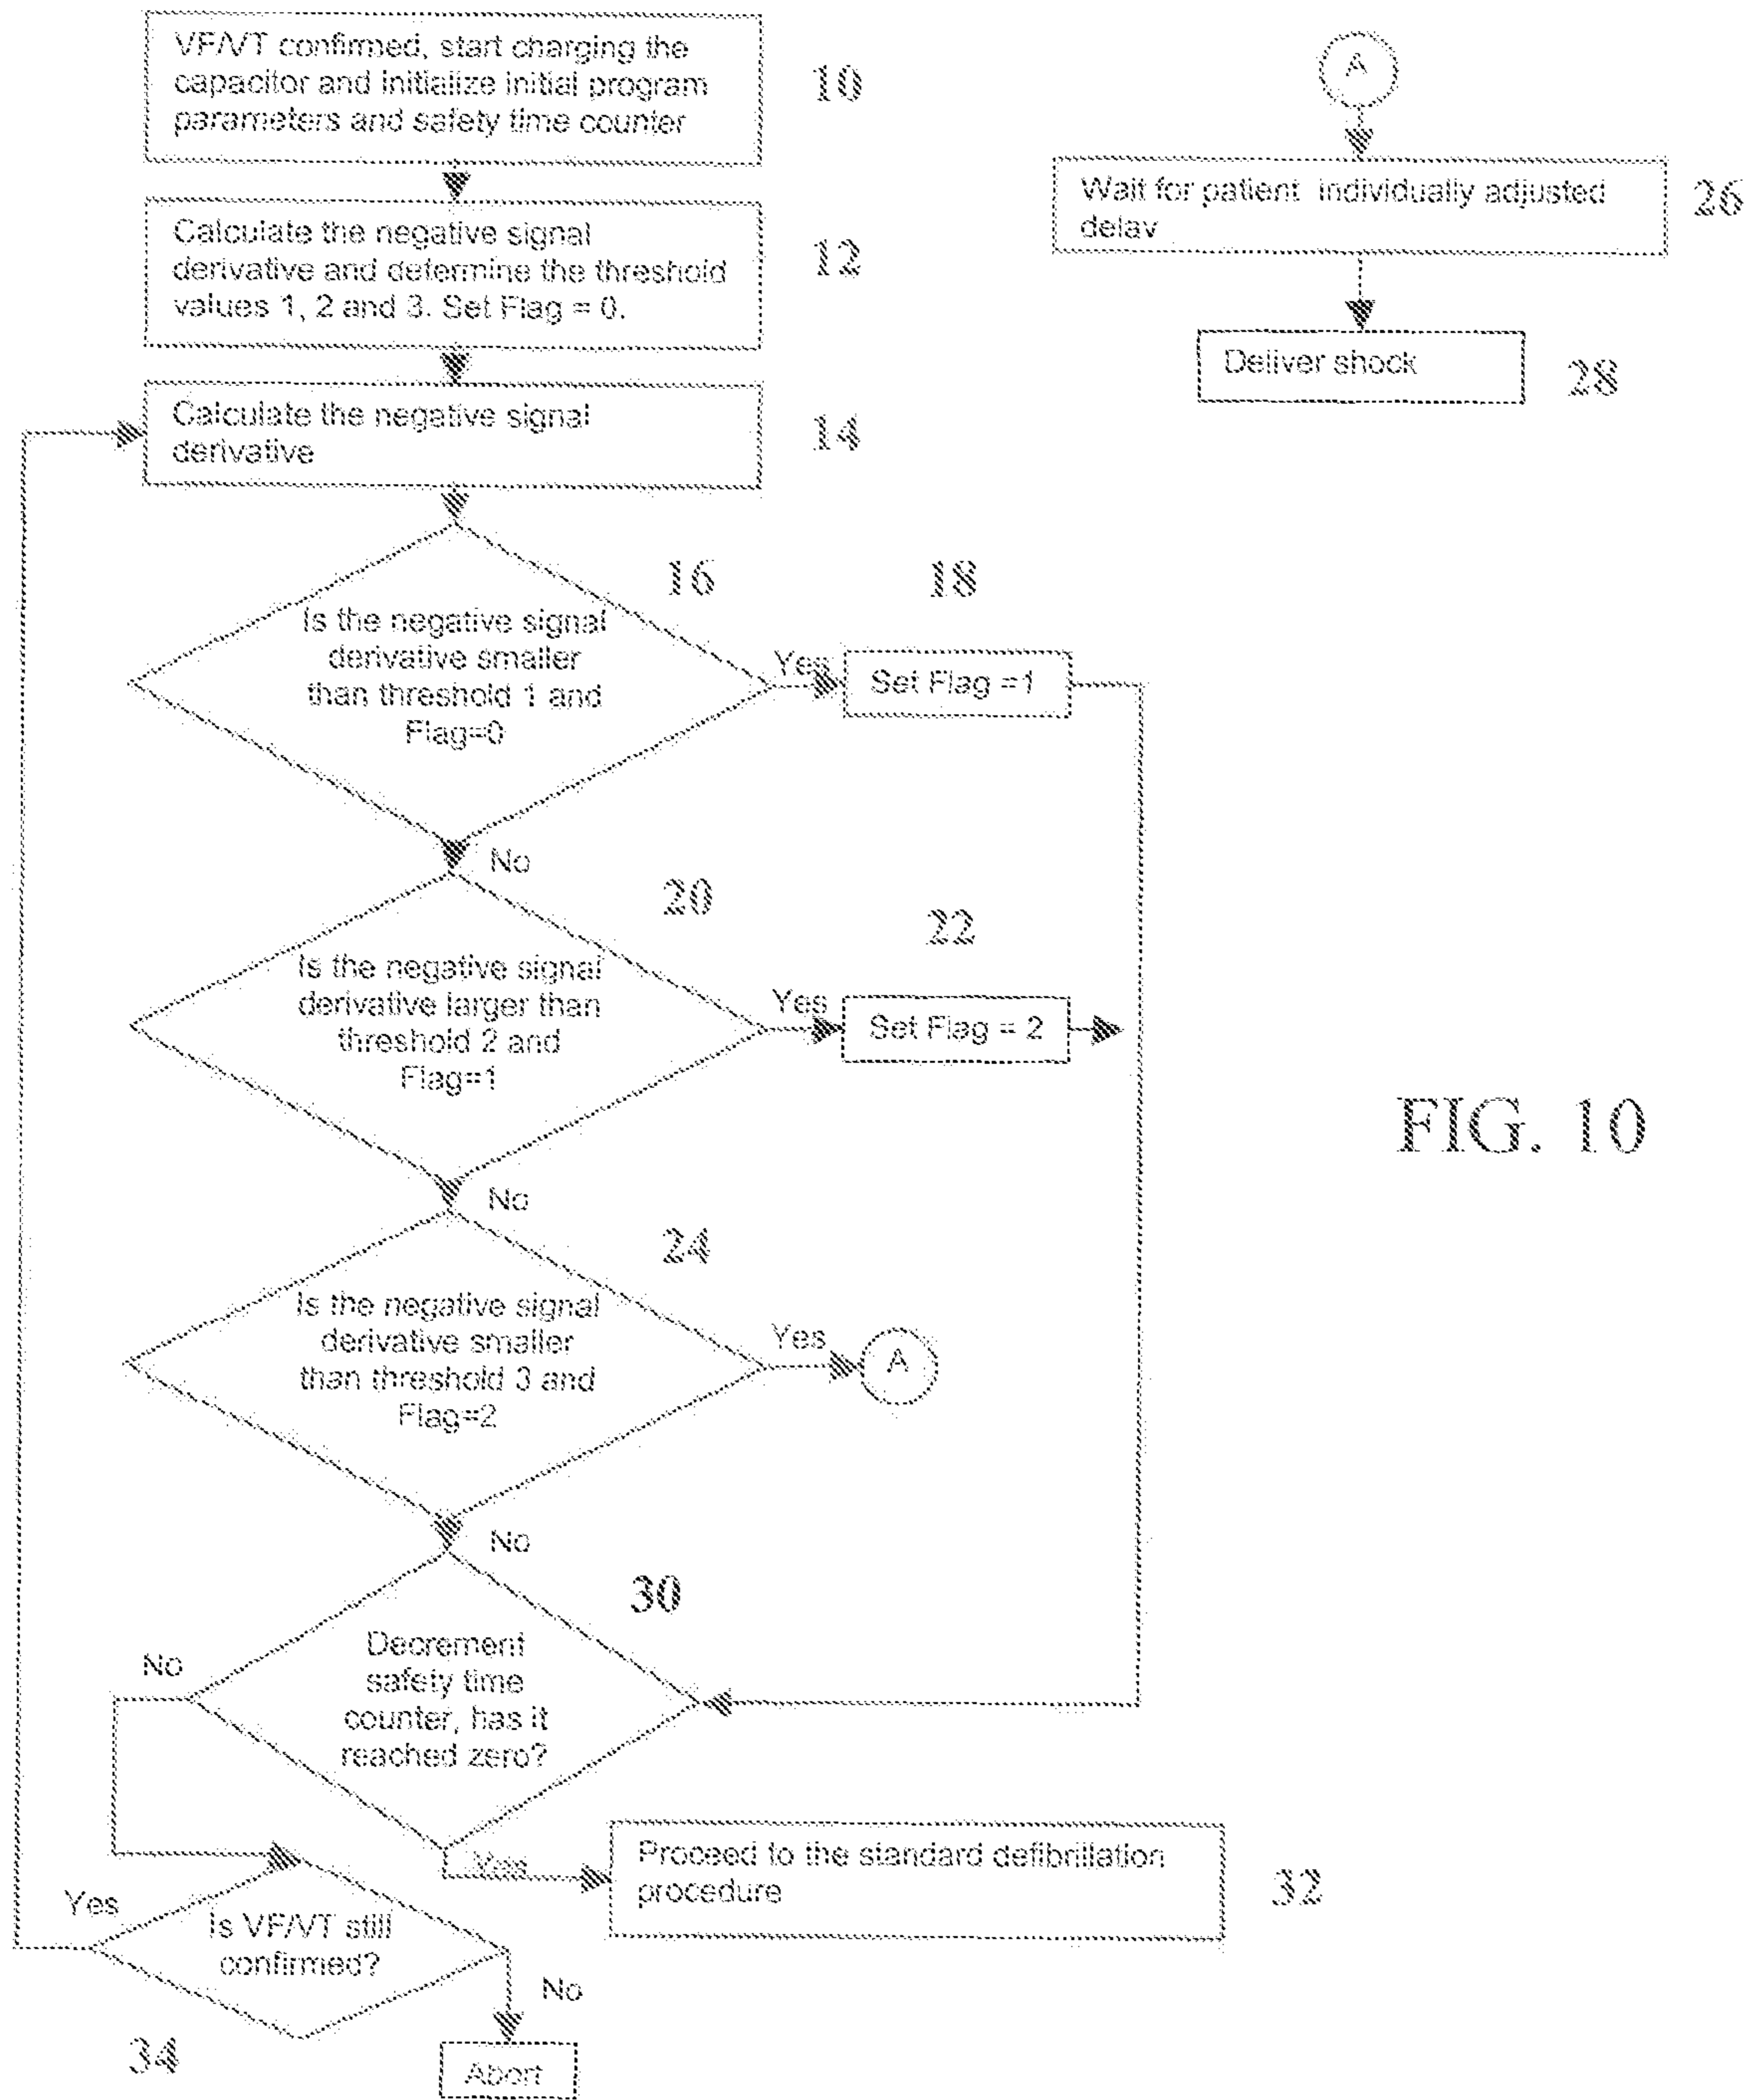 VF/VT confirmed, start charging the
capacitor and initialize initial program
parameters and safety time counter
10
Calculate the negative signal
derivative and determine the threshold
values 1, 2 and 3. Set Flag = 0.
12
Calculate the negative signal
derivative
14
Is the negative signal
derivative smaller
than threshold 1 and
Flag=0
16
Yes
18
Set Flag =1
No
Is the negative signal
derivative larger than
threshold 2 and
Flag=1
20
Yes
22
Set Flag = 2
No
Is the negative signal
derivative smaller
than threshold 3 and
Flag=2
24
Yes
A
No
Decrement
safety time
counter, has it
reached zero?
30
No
Yes
Proceed to the standard defibrillation
procedure
32
Is VF/VT still
confirmed?
Yes
No
34
Abort
A
Wait for patient individually adjusted
delay
26
Deliver shock
28
FIG. 10